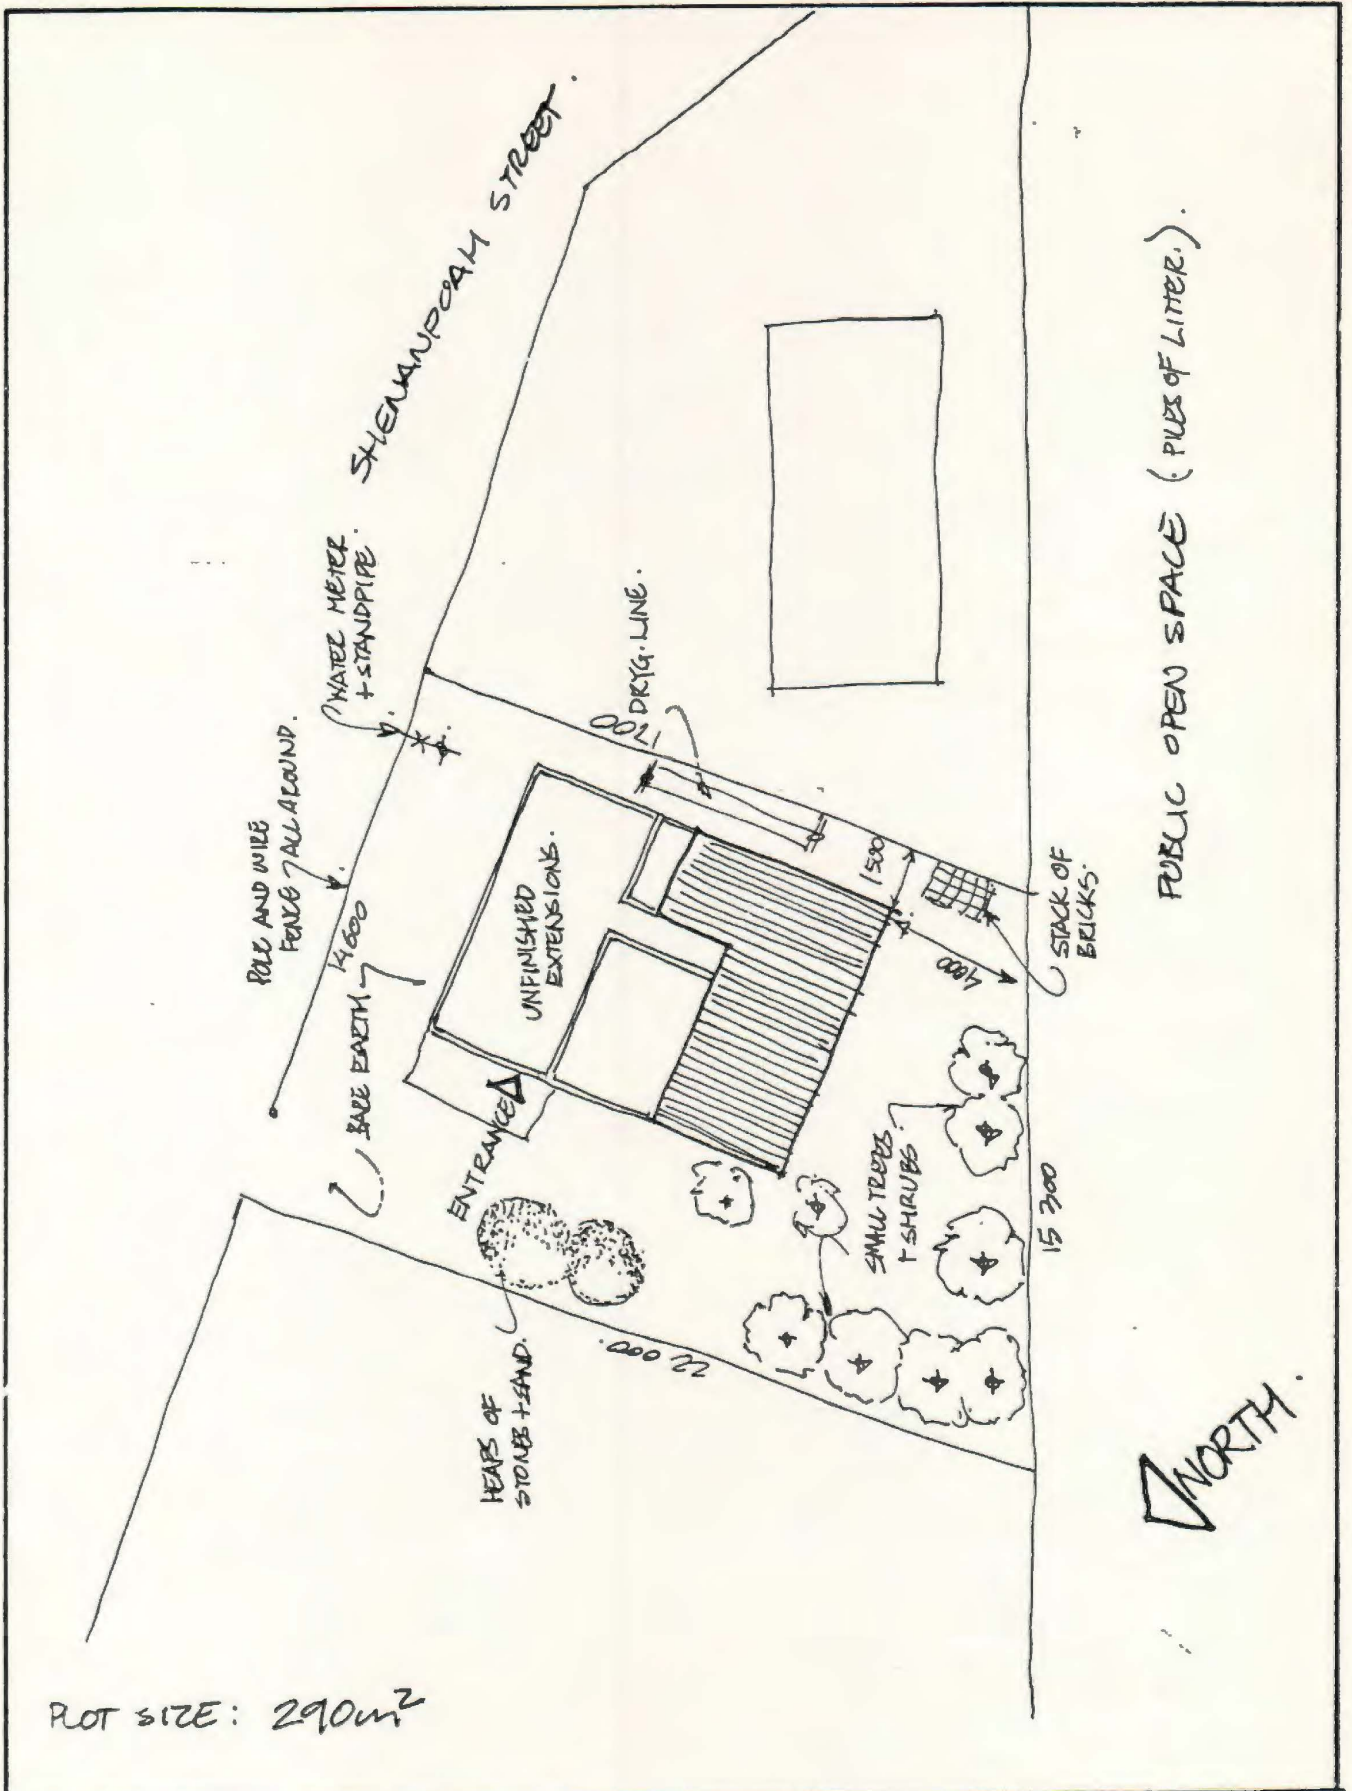 SHENANDOAH STREET.
WATER METER
+ STANDPIPE.
POLE AND WIRE
FENCE ALL AROUND.
14600
BARE EARTH
UNFINISHED
EXTENSIONS.
DRYG. LINE.
1500
4000
STACK OF
BRICKS.
ENTRANCE
HEAPS OF
STONES + SAND.
22 000.
SMALL TREES
+ SHRUBS.
15 300
PUBLIC OPEN SPACE (PILES OF LITTER.).
NORTH.
PLOT SIZE: 290m²